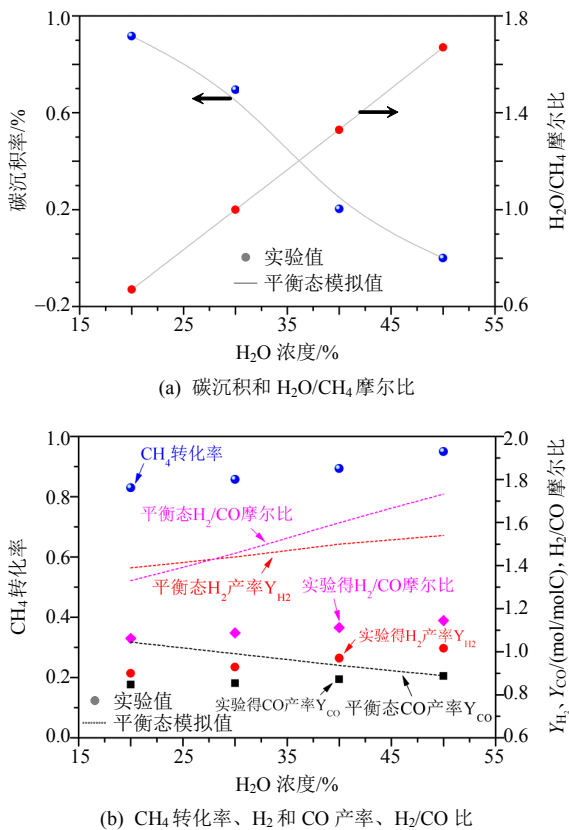 1.0
0.6
0.2
−0.2
碳沉积率/%
1.8
1.4
1.0
0.6
H₂O/CH₄ 摩尔比
实验值
平衡态模拟值
15 25 35 45 55
H₂O 浓度/%
(a) 碳沉积和 H₂O/CH₄ 摩尔比
1.0
0.8
0.6
0.4
0.2
0.0
CH₄ 转化率
2.0
1.8
1.6
1.4
1.2
1.0
0.8
0.6
Y_H₂、Y_CO/(mol/molC), H₂/CO 摩尔比
CH₄转化率
平衡态H₂/CO摩尔比
平衡态H₂产率Y_H2
实验得H₂/CO摩尔比
实验得H₂产率Y_H2
实验得CO产率Y_CO
平衡态CO产率Y_CO
实验值
平衡态模拟值
15 25 35 45 55
H₂O 浓度/%
(b) CH₄ 转化率、H₂ 和 CO 产率、H₂/CO 比